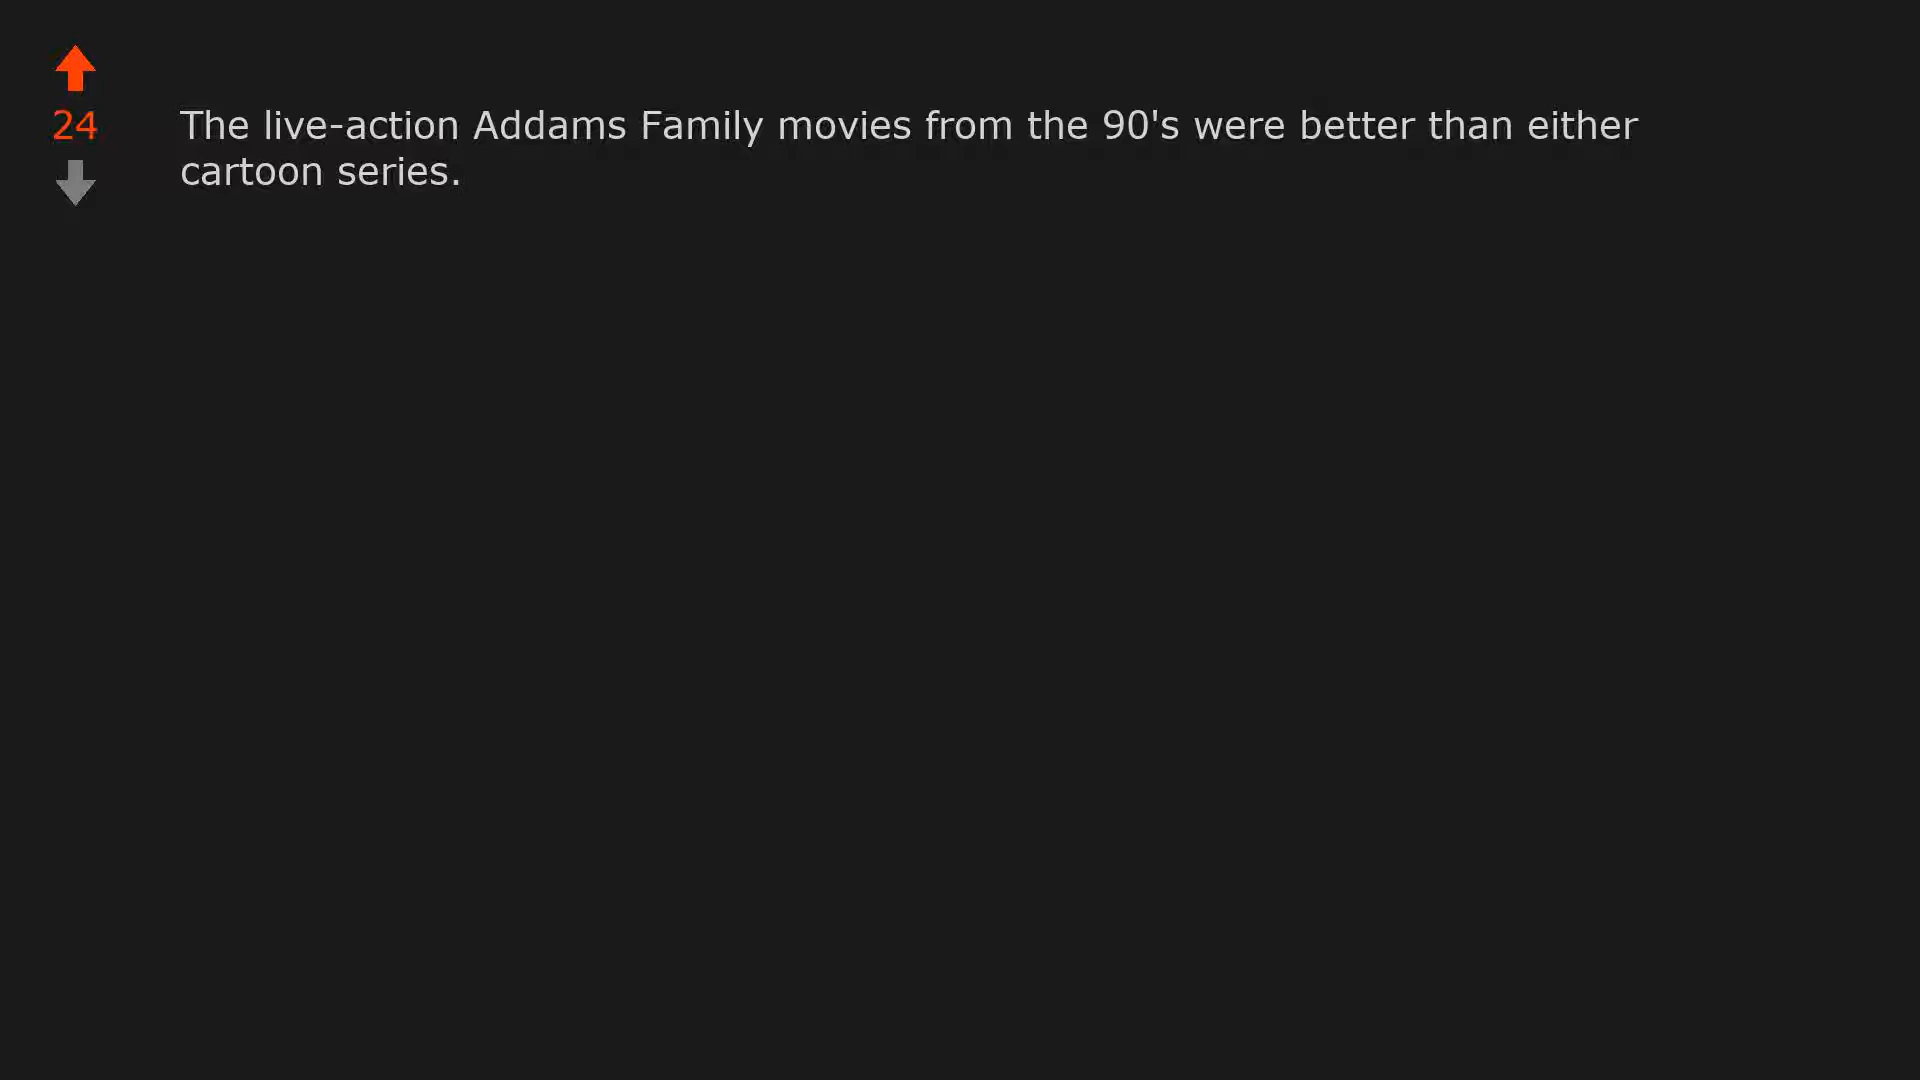 24
The live-action Addams Family movies from the 90's were better than either
cartoon series.